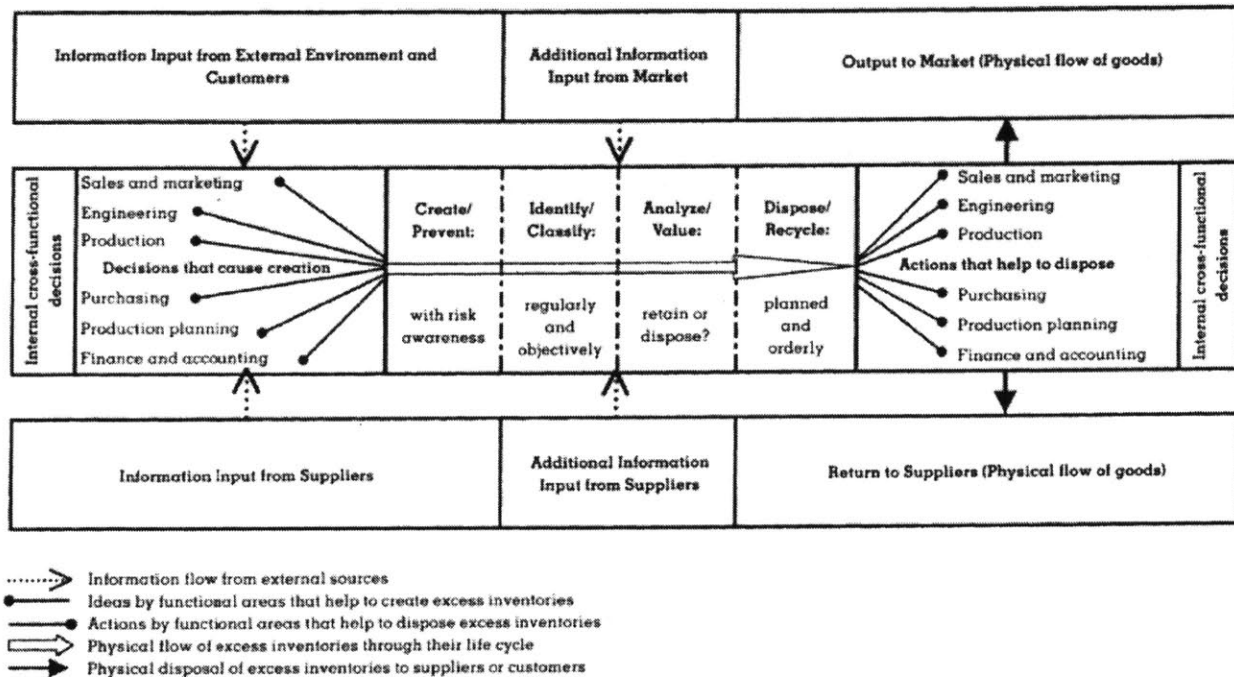 Information Input from External Environment and
Customers
Additional Information
Input from Market
Output to Market (Physical flow of goods)
Internal cross-functional
decisions
Sales and marketing
Engineering
Production
Decisions that cause creation
Purchasing
Production planning
Finance and accounting
Create/
Prevent:
with risk
awareness
Identify/
Classify:
regularly
and
objectively
Analyze/
Value:
retain or
dispose?
Dispose/
Recycle:
planned
and
orderly
Sales and marketing
Engineering
Production
Actions that help to dispose
Purchasing
Production planning
Finance and accounting
Internal cross-functional
decisions
Information Input from Suppliers
Additional Information
Input from Suppliers
Return to Suppliers (Physical flow of goods)
Information flow from external sources
Ideas by functional areas that help to create excess inventories
Actions by functional areas that help to dispose excess inventories
Physical flow of excess inventories through their life cycle
Physical disposal of excess inventories to suppliers or customers